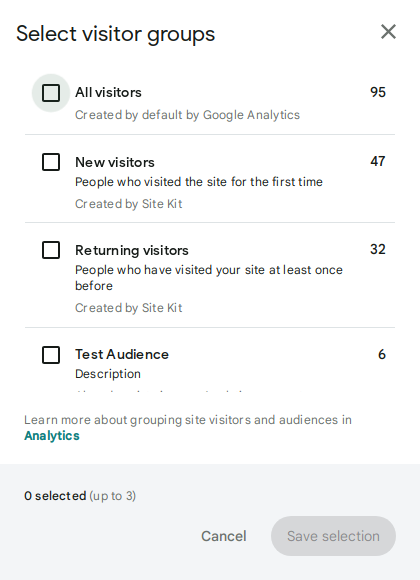 Select visitor groups
All visitors 95
Created by default by Google Analytics
New visitors 47
People who visited the site for the first time
Created by Site Kit
Returning visitors 32
People who have visited your site at least once
before
Created by Site Kit
Test Audience 6
Description
Learn more about grouping site visitors and audiences in
Analytics
0 selected (up to 3)
Cancel Save selection